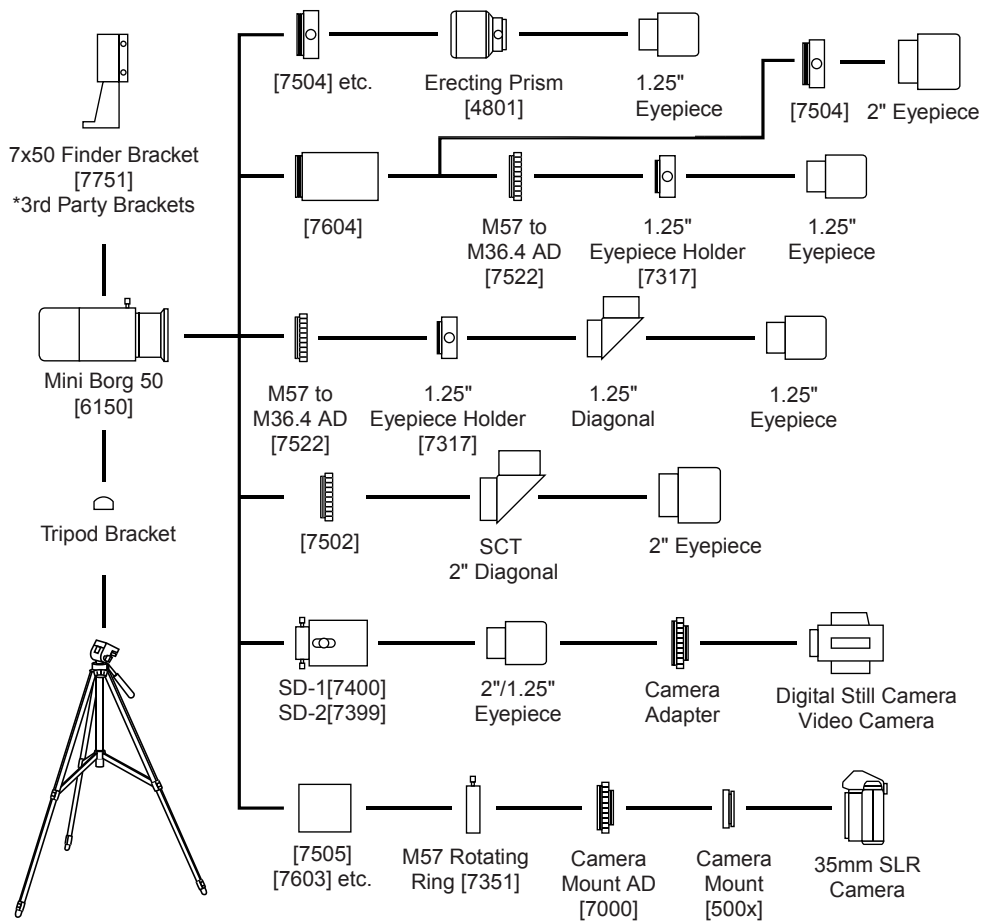 7x50 Finder Bracket
[7751]
*3rd Party Brackets
Mini Borg 50
[6150]
Tripod Bracket
[7504] etc.
Erecting Prism
[4801]
1.25"
Eyepiece
[7504]
2" Eyepiece
[7604]
M57 to
M36.4 AD
[7522]
1.25"
Eyepiece Holder
[7317]
1.25"
Eyepiece
M57 to
M36.4 AD
[7522]
1.25"
Eyepiece Holder
[7317]
1.25"
Diagonal
1.25"
Eyepiece
[7502]
SCT
2" Diagonal
2" Eyepiece
SD-1[7400]
SD-2[7399]
2"/1.25"
Eyepiece
Camera
Adapter
Digital Still Camera
Video Camera
[7505]
[7603] etc.
M57 Rotating
Ring [7351]
Camera
Mount AD
[7000]
Camera
Mount
[500x]
35mm SLR
Camera